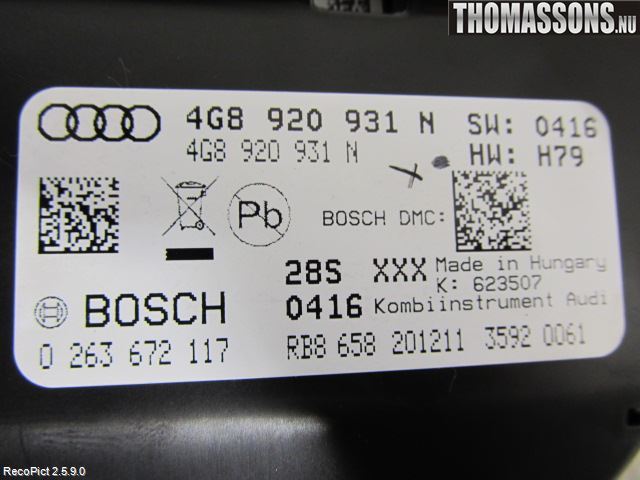 THOMASSONS.NU
4G8 920 931 N SW: 0416
4G8 920 931 N HW: H79
Pb BOSCH DMC:
28S XXX Made in Hungary
K: 623507
BOSCH 0416 Kombiinstrument Audi
0 263 672 117 RB8 658 201211 3592 0061
RecoPict 2.5.9.0